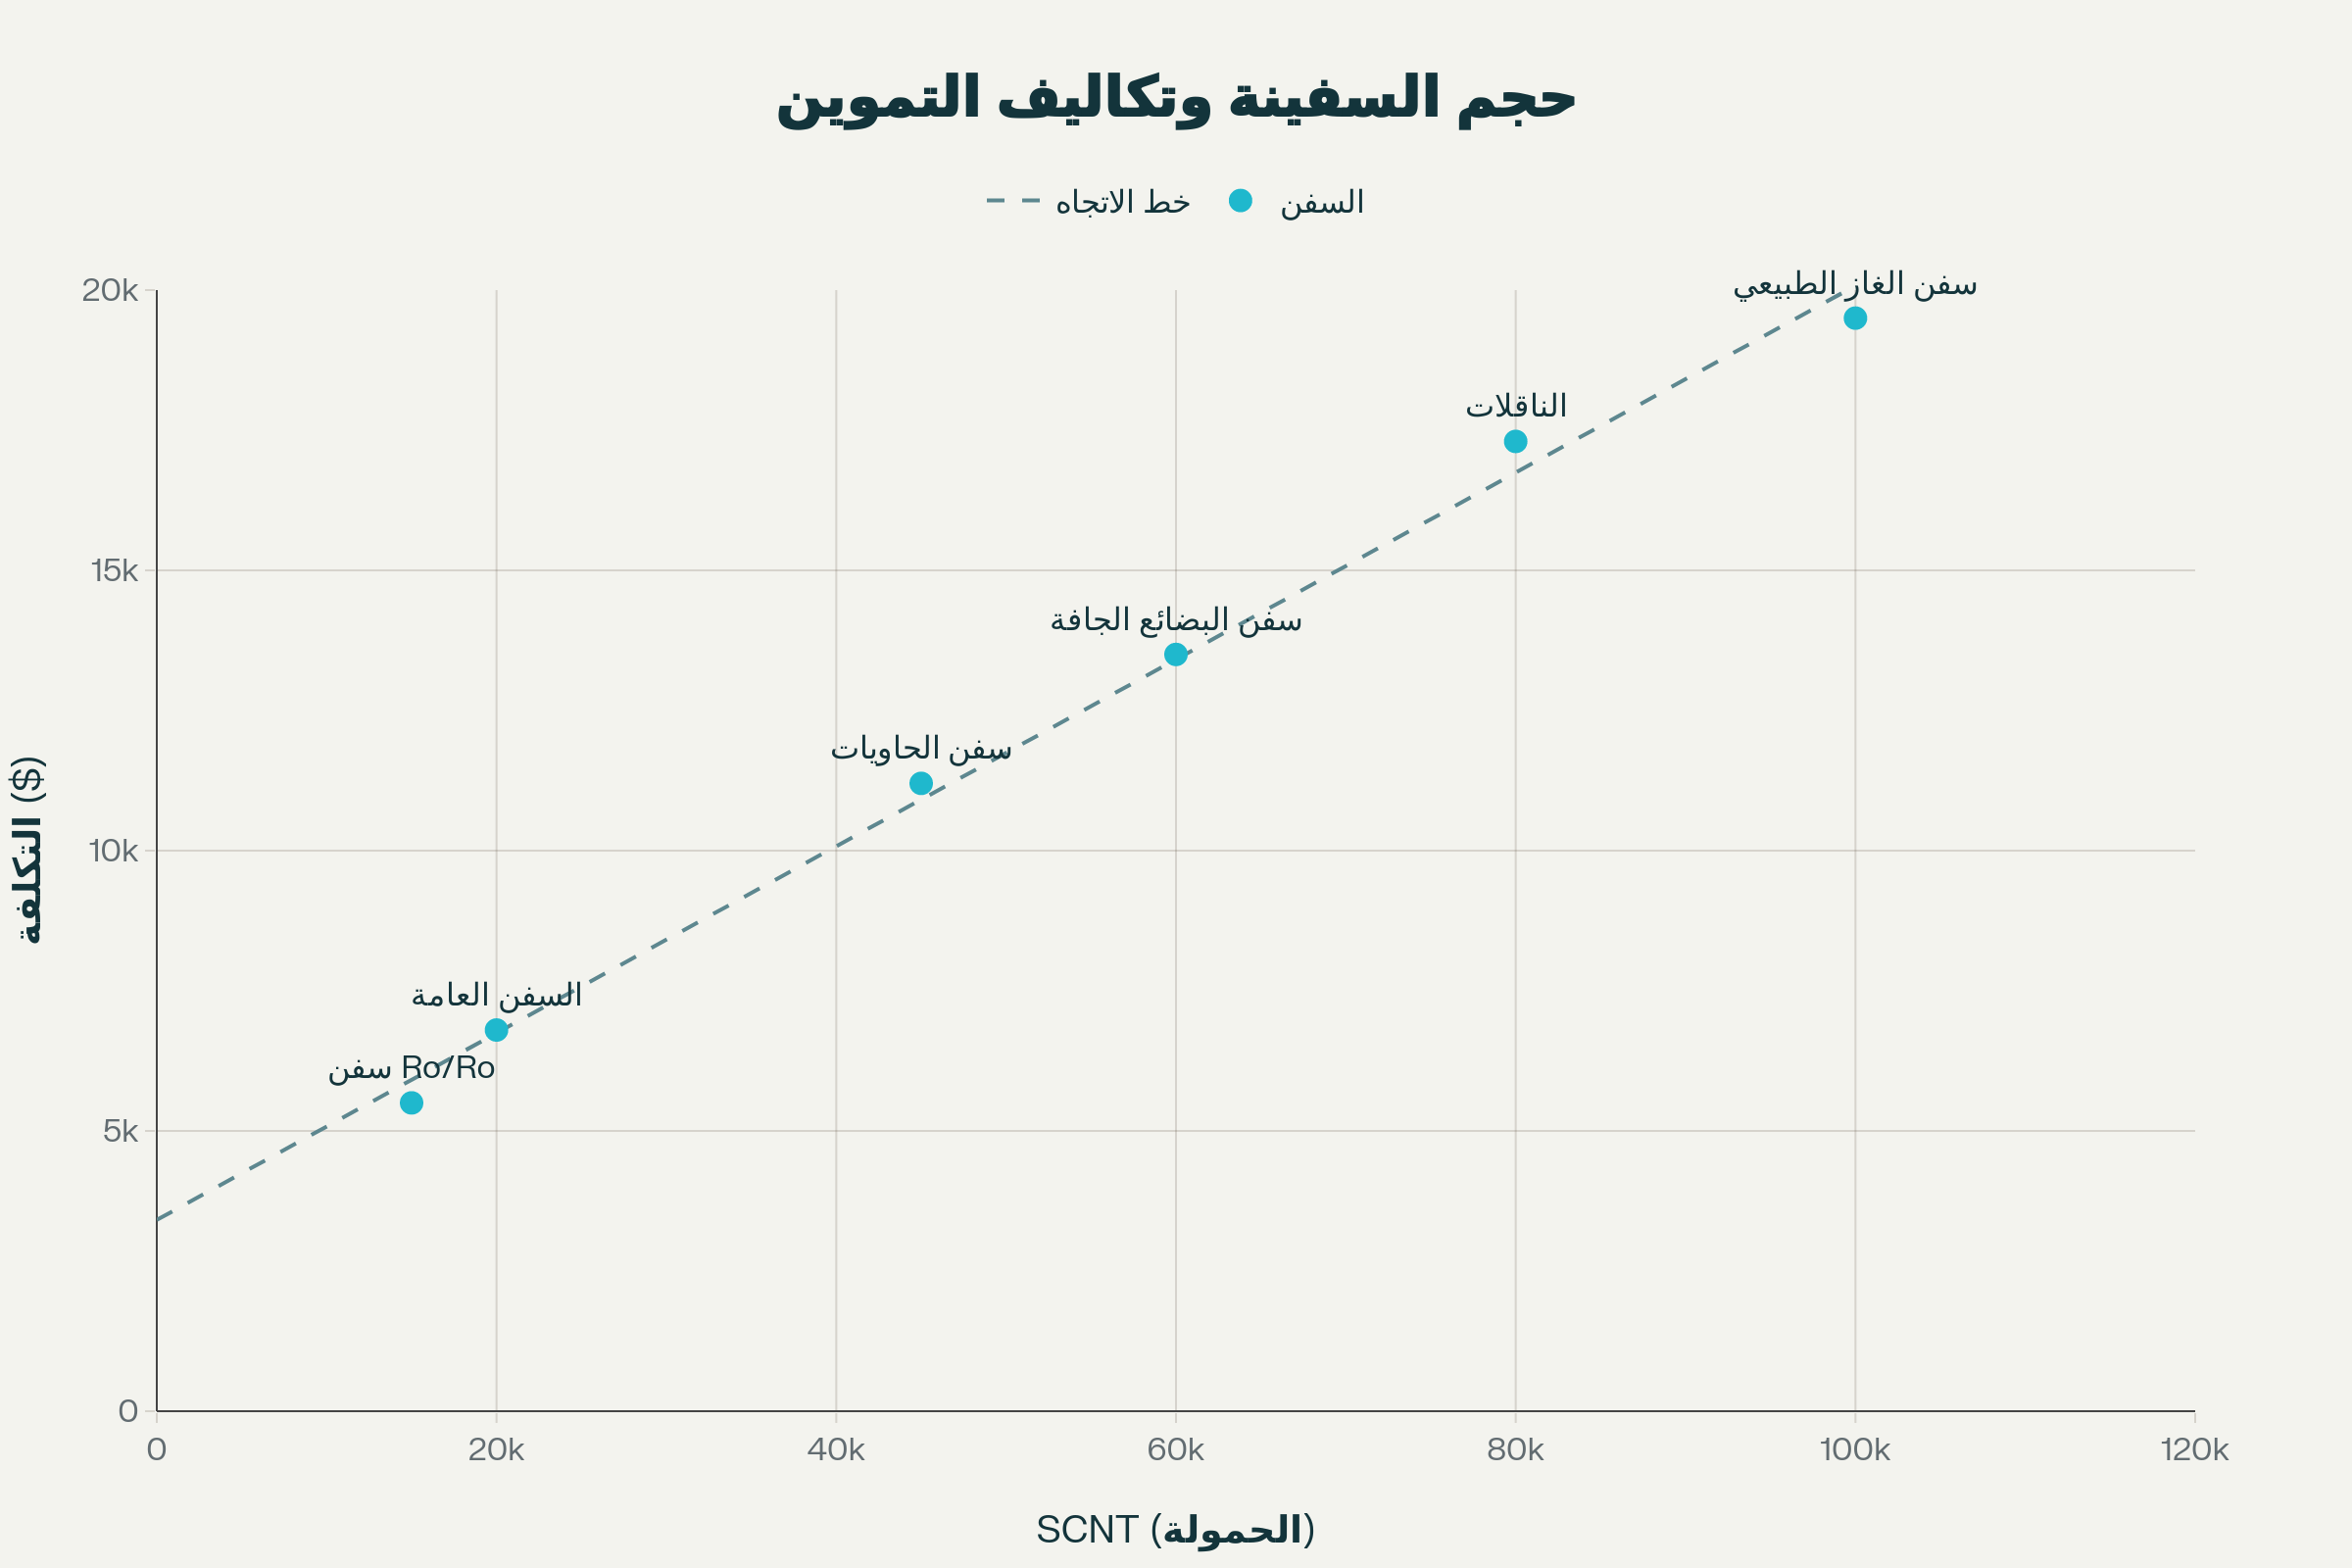 حجم السفينة وتكاليف التموين
السفن
خط الاتجاه
20k
15k
10k
5k
0
التكلفة ($)
سفن الغاز الطبيعي
الناقلات
سفن البضائع الجافة
سفن الحاويات
السفن العامة
سفن Ro/Ro
0
20k
40k
60k
80k
100k
120k
SCNT (الحمولة)